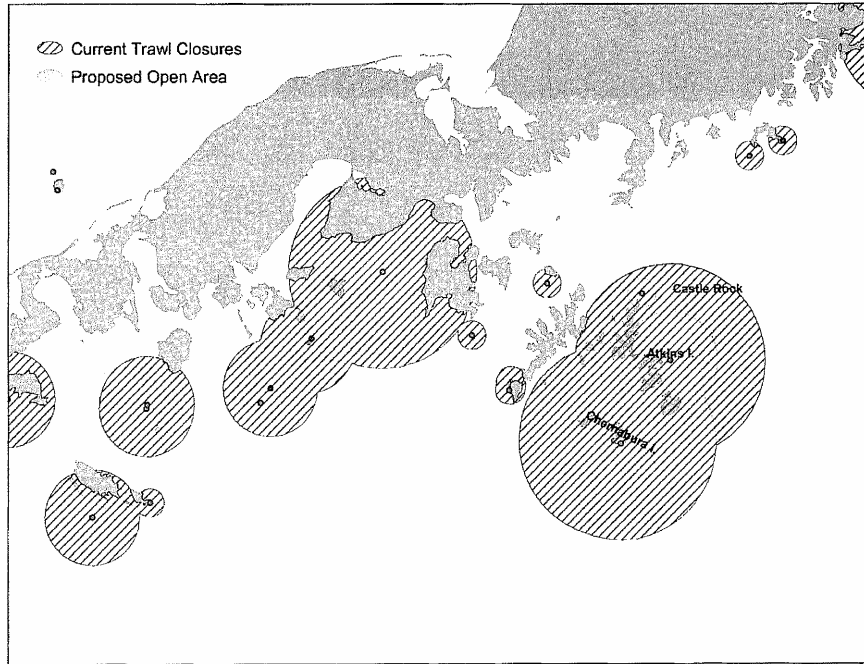 Current Trawl Closures
Proposed Open Area
Castle Rock
Atkins I.
Chernabura I.